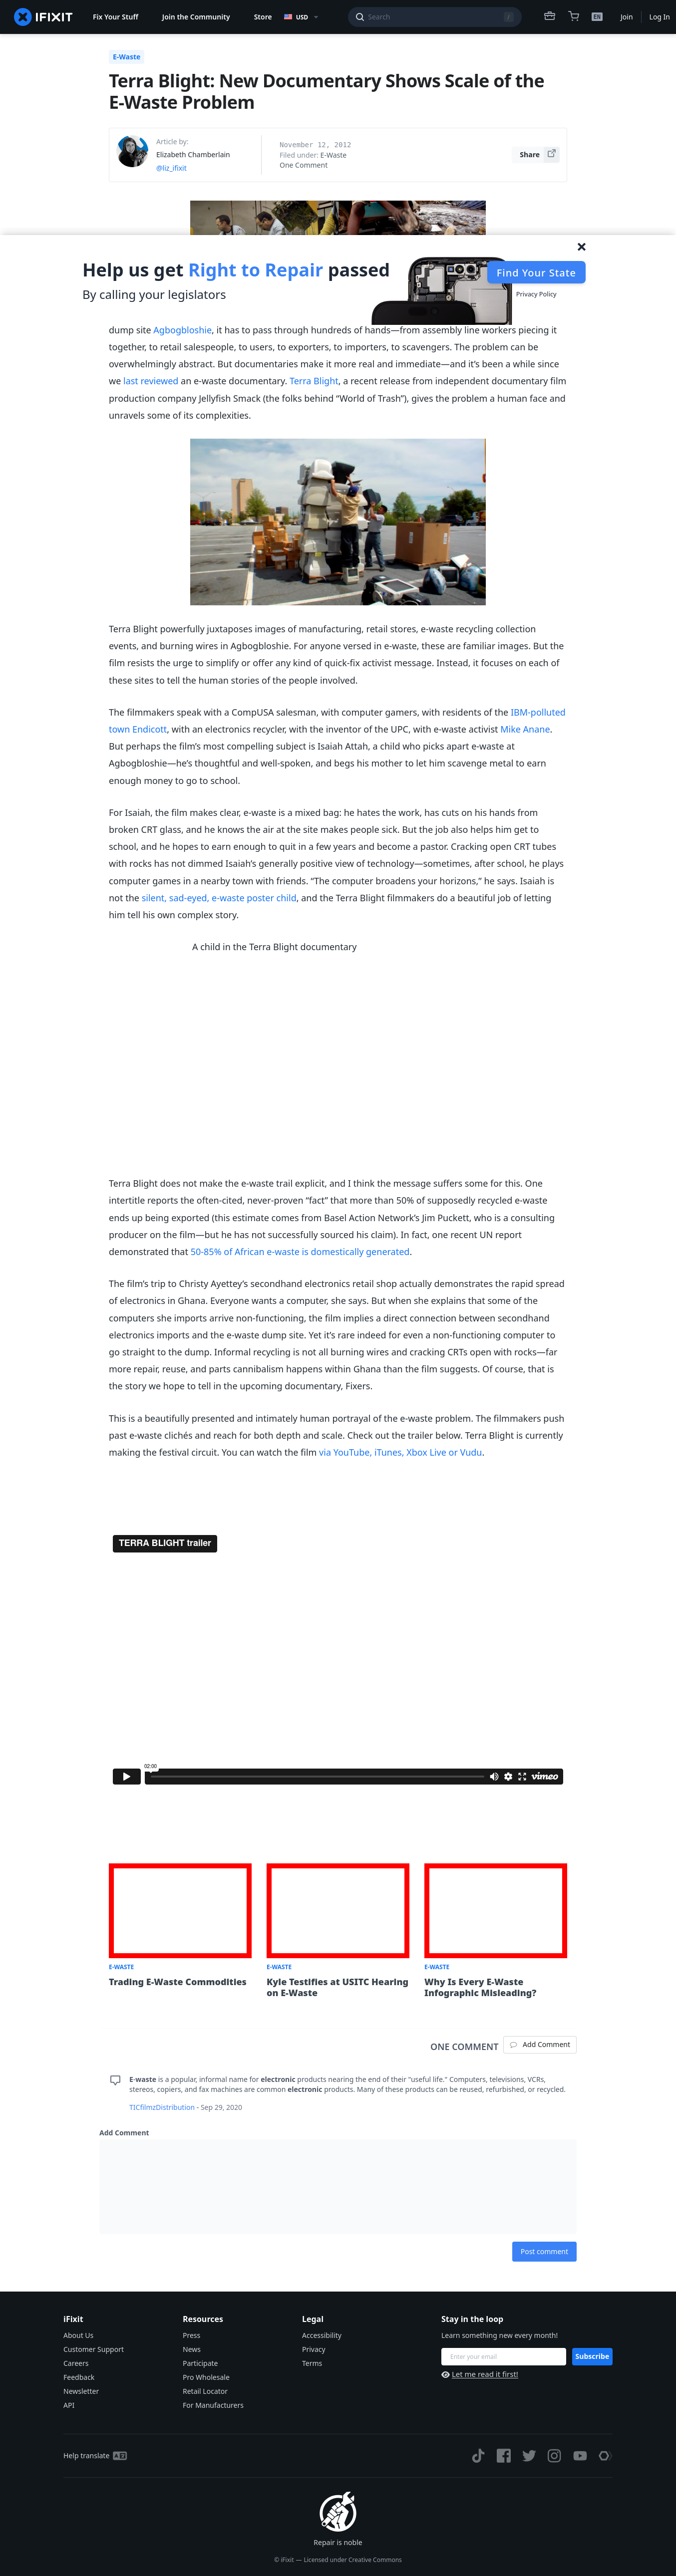 IFIXIT
Fix Your Stuff
Join the Community
Store
USD
Search
/
EN
Join
Log In
E-Waste
Terra Blight: New Documentary Shows Scale of the
E-Waste Problem
Article by:
Elizabeth Chamberlain
@liz_ifixit
November 12, 2012
Filed under: E-Waste
One Comment
Share
Help us get Right to Repair passed
By calling your legislators
Find Your State
Privacy Policy
dump site Agbogbloshie, it has to pass through hundreds of hands—from assembly line workers piecing it
together, to retail salespeople, to users, to exporters, to importers, to scavengers. The problem can be
overwhelmingly abstract. But documentaries make it more real and immediate—and it's been a while since
we last reviewed an e-waste documentary. Terra Blight, a recent release from independent documentary film
production company Jellyfish Smack (the folks behind “World of Trash”), gives the problem a human face and
unravels some of its complexities.
Terra Blight powerfully juxtaposes images of manufacturing, retail stores, e-waste recycling collection
events, and burning wires in Agbogbloshie. For anyone versed in e-waste, these are familiar images. But the
film resists the urge to simplify or offer any kind of quick-fix activist message. Instead, it focuses on each of
these sites to tell the human stories of the people involved.
The filmmakers speak with a CompUSA salesman, with computer gamers, with residents of the IBM-polluted
town Endicott, with an electronics recycler, with the inventor of the UPC, with e-waste activist Mike Anane.
But perhaps the film’s most compelling subject is Isaiah Attah, a child who picks apart e-waste at
Agbogbloshie—he’s thoughtful and well-spoken, and begs his mother to let him scavenge metal to earn
enough money to go to school.
For Isaiah, the film makes clear, e-waste is a mixed bag: he hates the work, has cuts on his hands from
broken CRT glass, and he knows the air at the site makes people sick. But the job also helps him get to
school, and he hopes to earn enough to quit in a few years and become a pastor. Cracking open CRT tubes
with rocks has not dimmed Isaiah’s generally positive view of technology—sometimes, after school, he plays
computer games in a nearby town with friends. “The computer broadens your horizons,” he says. Isaiah is
not the silent, sad-eyed, e-waste poster child, and the Terra Blight filmmakers do a beautiful job of letting
him tell his own complex story.
A child in the Terra Blight documentary
Terra Blight does not make the e-waste trail explicit, and I think the message suffers some for this. One
intertitle reports the often-cited, never-proven “fact” that more than 50% of supposedly recycled e-waste
ends up being exported (this estimate comes from Basel Action Network’s Jim Puckett, who is a consulting
producer on the film—but he has not successfully sourced his claim). In fact, one recent UN report
demonstrated that 50-85% of African e-waste is domestically generated.
The film’s trip to Christy Ayettey’s secondhand electronics retail shop actually demonstrates the rapid spread
of electronics in Ghana. Everyone wants a computer, she says. But when she explains that some of the
computers she imports arrive non-functioning, the film implies a direct connection between secondhand
electronics imports and the e-waste dump site. Yet it’s rare indeed for even a non-functioning computer to
go straight to the dump. Informal recycling is not all burning wires and cracking CRTs open with rocks—far
more repair, reuse, and parts cannibalism happens within Ghana than the film suggests. Of course, that is
the story we hope to tell in the upcoming documentary, Fixers.
This is a beautifully presented and intimately human portrayal of the e-waste problem. The filmmakers push
past e-waste clichés and reach for both depth and scale. Check out the trailer below. Terra Blight is currently
making the festival circuit. You can watch the film via YouTube, iTunes, Xbox Live or Vudu.
TERRA BLIGHT trailer
02:00
vimeo
E-WASTE
Trading E-Waste Commodities
E-WASTE
Kyle Testifies at USITC Hearing
on E-Waste
E-WASTE
Why Is Every E-Waste
Infographic Misleading?
ONE COMMENT
Add Comment
E-waste is a popular, informal name for electronic products nearing the end of their "useful life." Computers, televisions, VCRs,
stereos, copiers, and fax machines are common electronic products. Many of these products can be reused, refurbished, or recycled.
TICfilmzDistribution - Sep 29, 2020
Add Comment
Post comment
iFixit
About Us
Customer Support
Careers
Feedback
Newsletter
API
Resources
Press
News
Participate
Pro Wholesale
Retail Locator
For Manufacturers
Legal
Accessibility
Privacy
Terms
Stay in the loop
Learn something new every month!
Enter your email
Subscribe
Let me read it first!
Help translate
Repair is noble
© iFixit — Licensed under Creative Commons